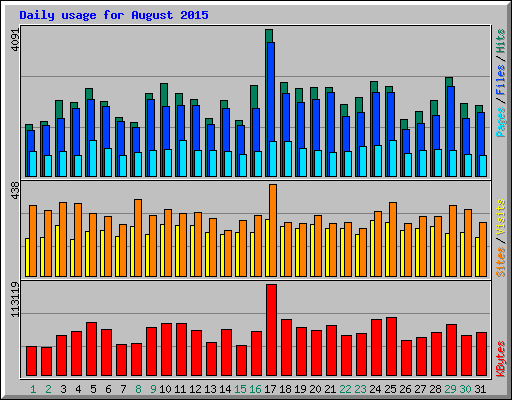 Daily usage for August 2015
4091
Pages / Files / Hits
438
Sites / Visits
113119
KBytes
1 2 3 4 5 6 7 8 9 10 11 12 13 14 15 16 17 18 19 20 21 22 23 24 25 26 27 28 29 30 31